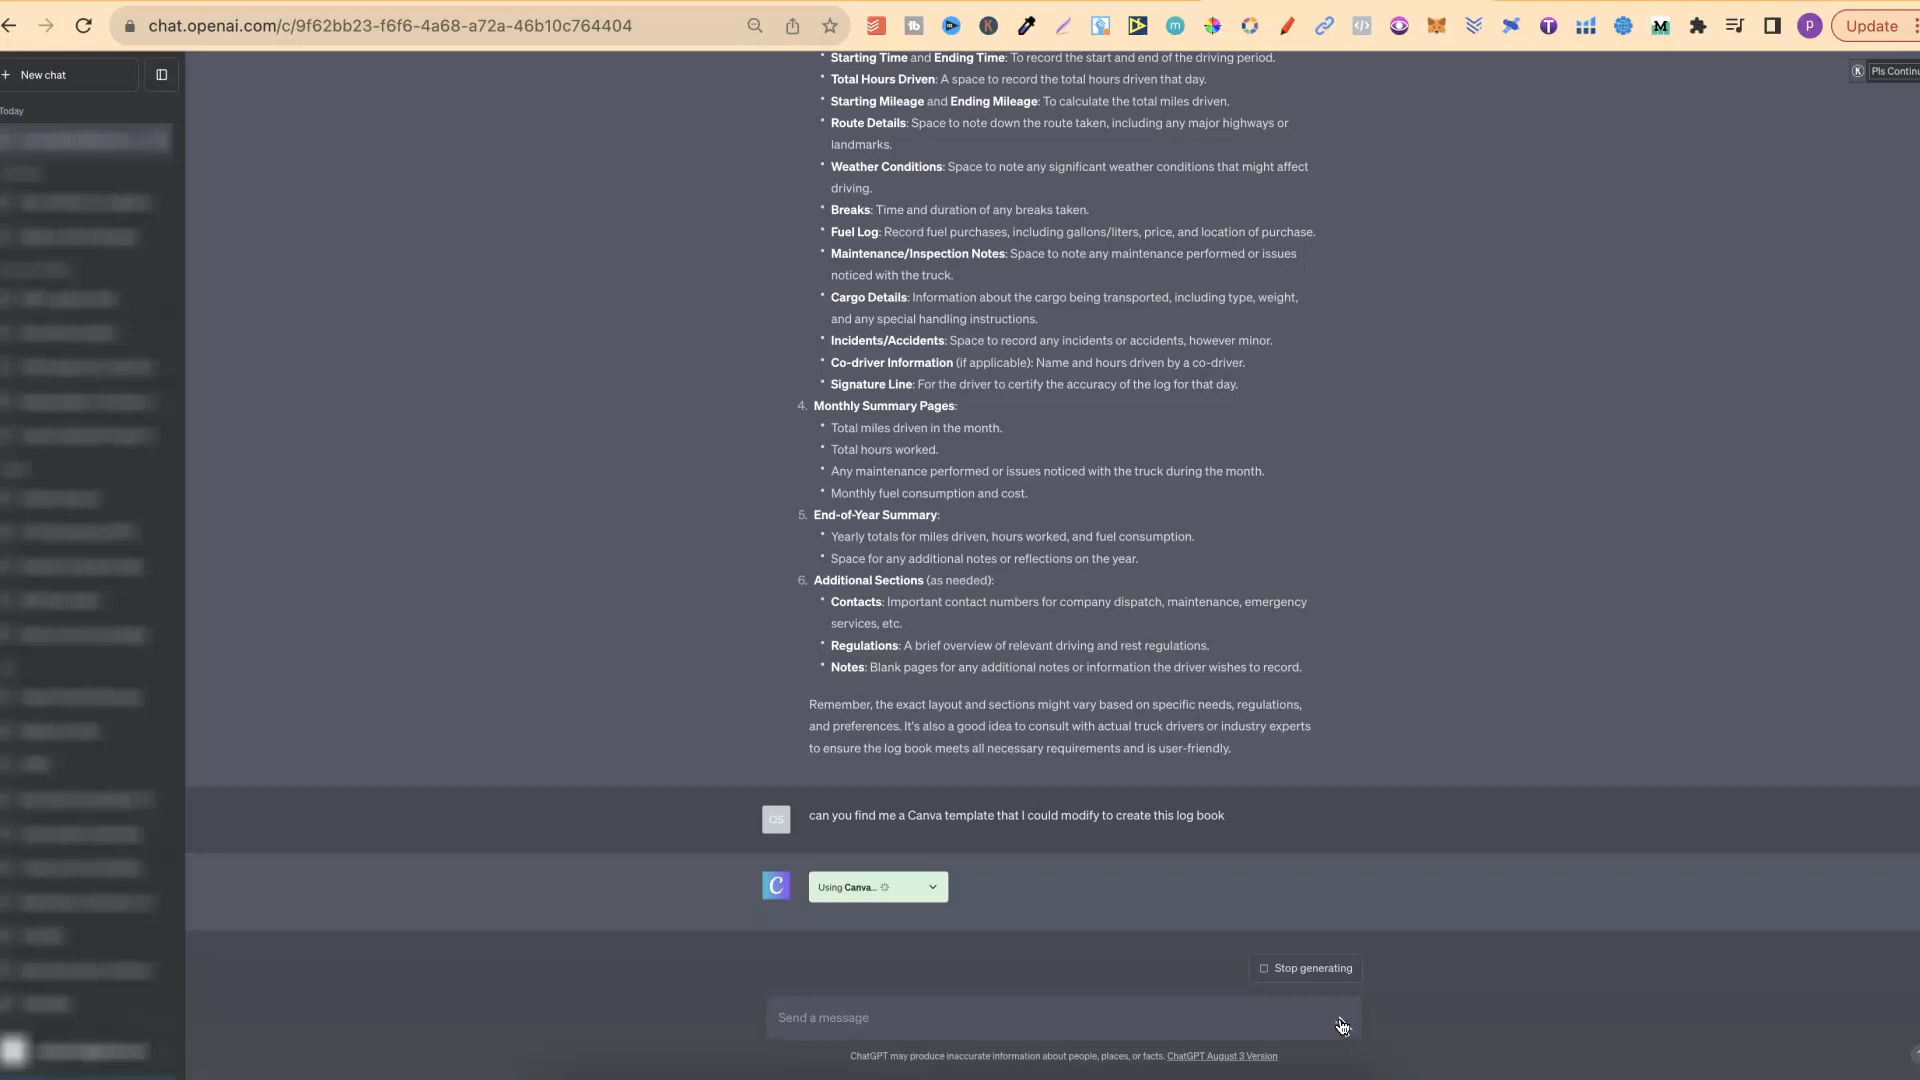 chat.openai.com/c/9f62bb23-f6f6-4a68-a72a-46b10c764404
Update
+ New chat
Pls Continu
Today
• Starting Time and Ending Time: To record the start and end of the driving period.
• Total Hours Driven: A space to record the total hours driven that day.
• Starting Mileage and Ending Mileage: To calculate the total miles driven.
• Route Details: Space to note down the route taken, including any major highways or
landmarks.
• Weather Conditions: Space to note any significant weather conditions that might affect
driving.
• Breaks: Time and duration of any breaks taken.
• Fuel Log: Record fuel purchases, including gallons/liters, price, and location of purchase.
• Maintenance/Inspection Notes: Space to note any maintenance performed or issues
noticed with the truck.
• Cargo Details: Information about the cargo being transported, including type, weight,
and any special handling instructions.
• Incidents/Accidents: Space to record any incidents or accidents, however minor.
• Co-driver Information (if applicable): Name and hours driven by a co-driver.
• Signature Line: For the driver to certify the accuracy of the log for that day.
4. Monthly Summary Pages:
• Total miles driven in the month.
• Total hours worked.
• Any maintenance performed or issues noticed with the truck during the month.
• Monthly fuel consumption and cost.
5. End-of-Year Summary:
• Yearly totals for miles driven, hours worked, and fuel consumption.
• Space for any additional notes or reflections on the year.
6. Additional Sections (as needed):
• Contacts: Important contact numbers for company dispatch, maintenance, emergency
services, etc.
• Regulations: A brief overview of relevant driving and rest regulations.
• Notes: Blank pages for any additional notes or information the driver wishes to record.
Remember, the exact layout and sections might vary based on specific needs, regulations,
and preferences. It's also a good idea to consult with actual truck drivers or industry experts
to ensure the log book meets all necessary requirements and is user-friendly.
OS
can you find me a Canva template that I could modify to create this log book
C
Using Canva...
Stop generating
Send a message
ChatGPT may produce inaccurate information about people, places, or facts. ChatGPT August 3 Version